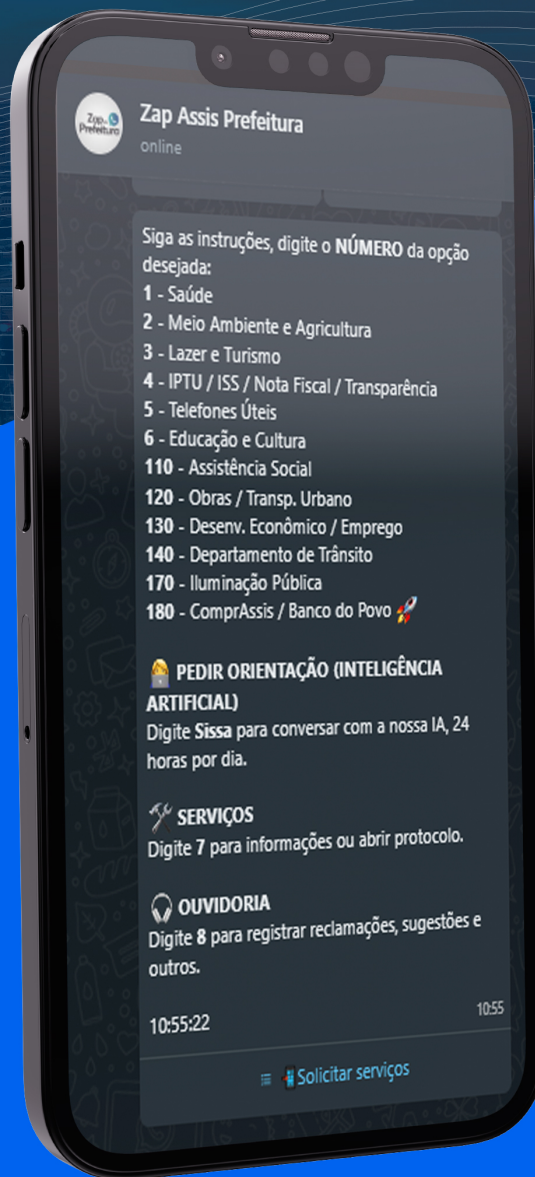 Zap da
Prefeitura
Zap Assis Prefeitura
online
Siga as instruções, digite o NÚMERO da opção
desejada:
1 - Saúde
2 - Meio Ambiente e Agricultura
3 - Lazer e Turismo
4 - IPTU / ISS / Nota Fiscal / Transparência
5 - Telefones Úteis
6 - Educação e Cultura
110 - Assistência Social
120 - Obras / Transp. Urbano
130 - Desenv. Econômico / Emprego
140 - Departamento de Trânsito
170 - Iluminação Pública
180 - ComprAssis / Banco do Povo 🚀
👩‍💻 PEDIR ORIENTAÇÃO (INTELIGÊNCIA
ARTIFICIAL)
Digite Sissa para conversar com a nossa IA, 24
horas por dia.
🛠 SERVIÇOS
Digite 7 para informações ou abrir protocolo.
🎧 OUVIDORIA
Digite 8 para registrar reclamações, sugestões e
outros.
10:55:22
10:55
📲Solicitar serviços